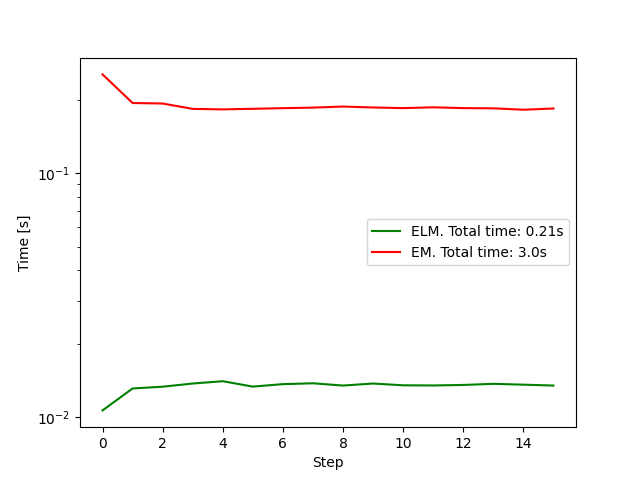 10⁻¹
10⁻²
Time [s]
ELM. Total time: 0.21s
EM. Total time: 3.0s
0 2 4 6 8 10 12 14
Step